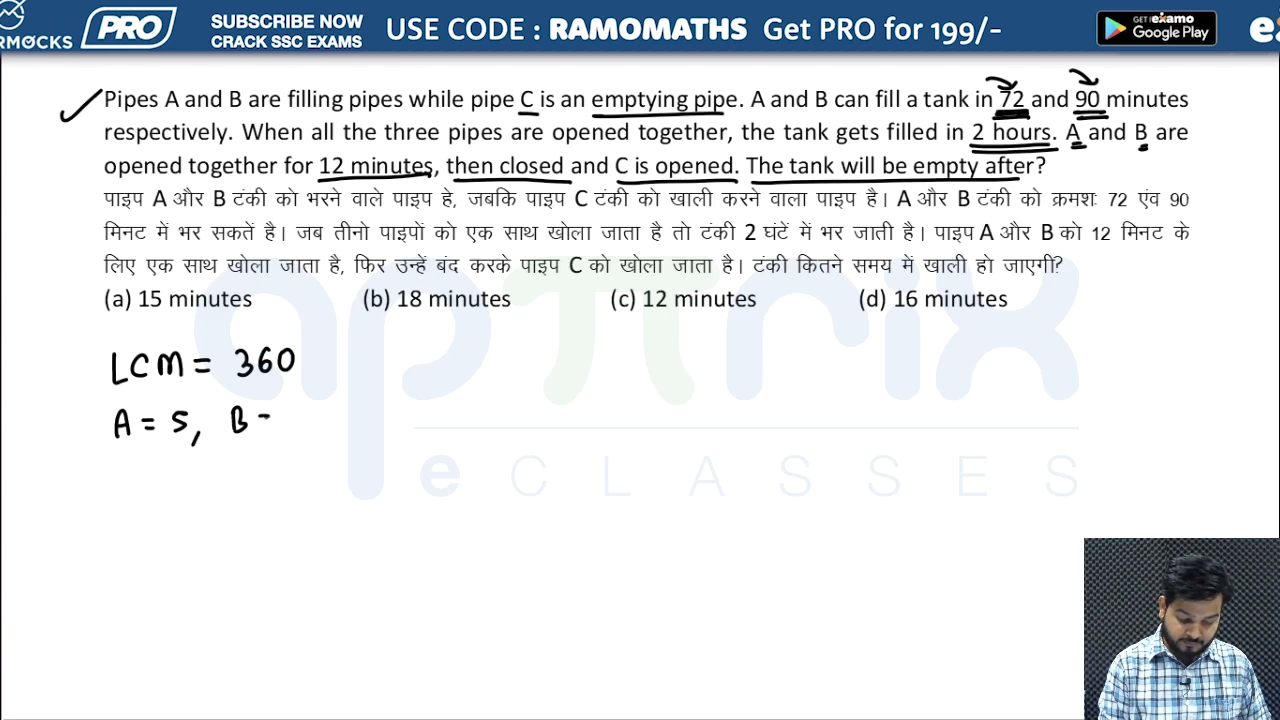 SUBSCRIBE NOW
RMOCKS PRO CRACK SSC EXAMS USE CODE : RAMOMATHS Get PRO for 199/- GET examo Google Play
Pipes A and B are filling pipes while pipe C is an emptying pipe. A and B can fill a tank in 72 and 90 minutes
respectively. When all the three pipes are opened together, the tank gets filled in 2 hours. A and B are
opened together for 12 minutes, then closed and C is opened. The tank will be empty after?
पाइप A और B टंकी को भरने वाले पाइप हे, जबकि पाइप C टंकी को खाली करने वाला पाइप है। A और B टंकी को क्रमशः 72 एंव 90
मिनट में भर सकतें है। जब तीनो पाइपों को एक साथ खोला जाता है तो टंकी 2 घंटें में भर जाती है। पाइप A और B को 12 मिनट के
लिए एक साथ खोला जाता है, फिर उन्हें बंद करके पाइप C को खोला जाता है। टंकी कितने समय में खाली हो जाएगी?
(a) 15 minutes (b) 18 minutes (c) 12 minutes (d) 16 minutes
LCM = 360
A = 5, B -
aptrix
e CLASSES